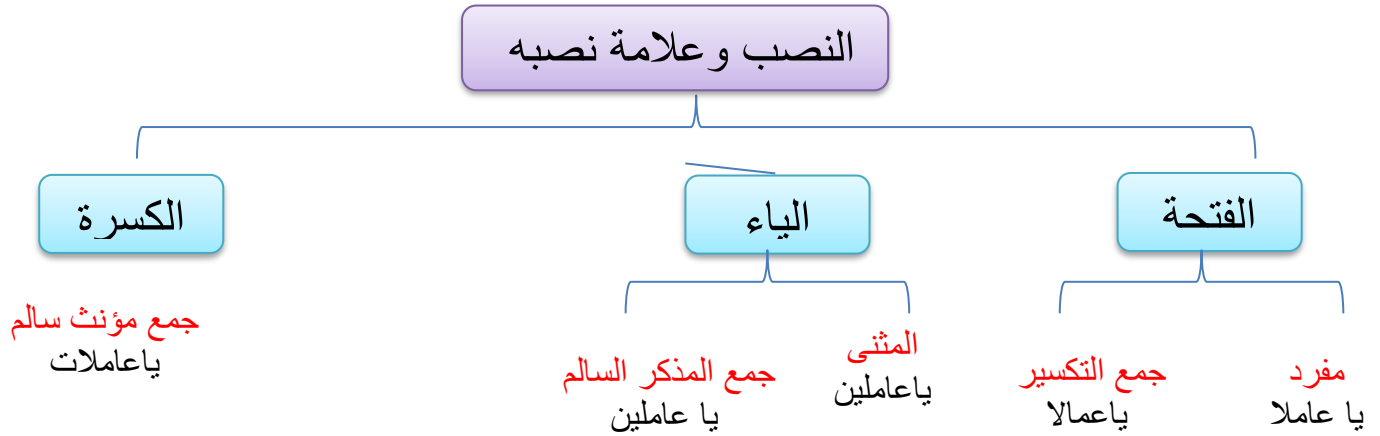 النصب وعلامة نصبه
الفتحة
الياء
الكسرة
مفرد
يا عاملا
جمع التكسير
ياعمالا
المثنى
ياعاملين
جمع المذكر السالم
يا عاملين
جمع مؤنث سالم
ياعاملات